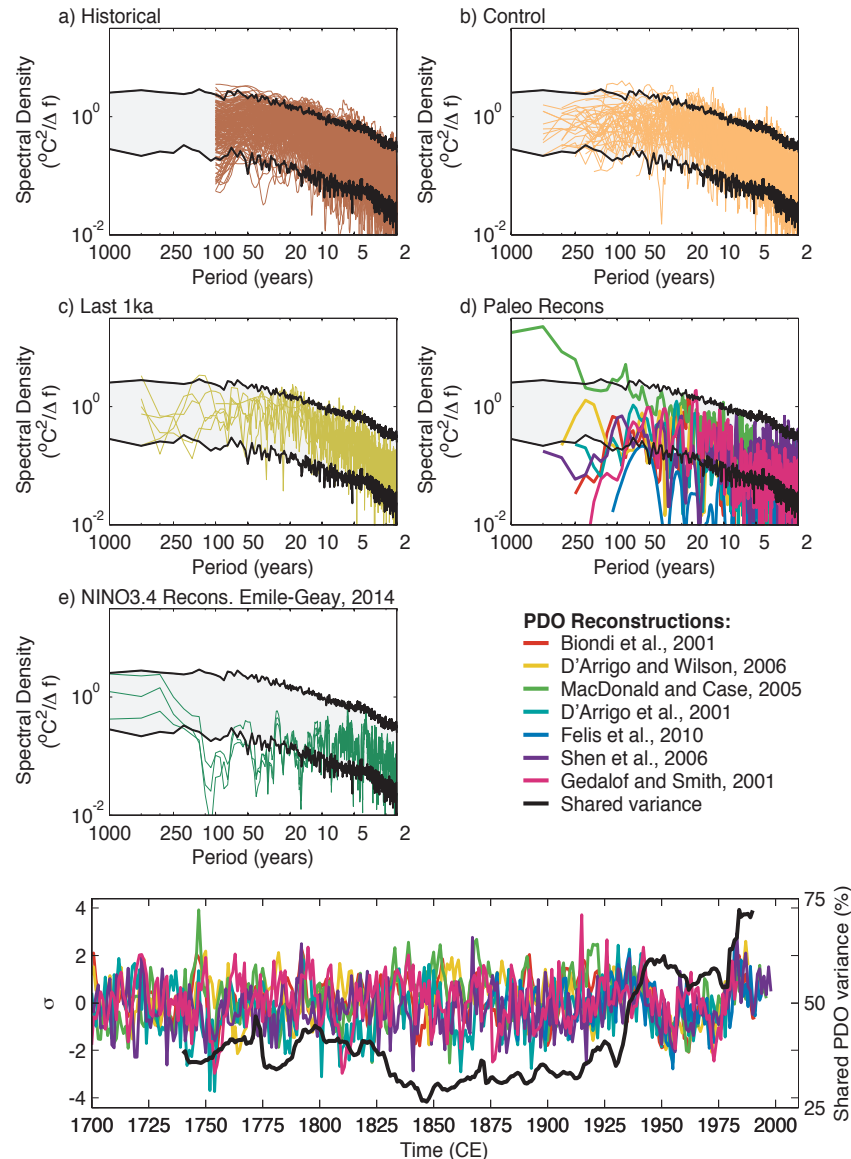 a) Historical
Spectral Density
(°C²/Δ f)
10⁰
10⁻²
1000 250 100 50 20 10 5 2
Period (years)
b) Control
Spectral Density
(°C²/Δ f)
10⁰
10⁻²
1000 250 100 50 20 10 5 2
Period (years)
c) Last 1ka
Spectral Density
(°C²/Δ f)
10⁰
10⁻²
1000 250 100 50 20 10 5 2
Period (years)
d) Paleo Recons
Spectral Density
(°C²/Δ f)
10⁰
10⁻²
1000 250 100 50 20 10 5 2
Period (years)
e) NINO3.4 Recons. Emile-Geay, 2014
Spectral Density
(°C²/Δ f)
10⁰
10⁻²
1000 250 100 50 20 10 5 2
Period (years)
PDO Reconstructions:
Biondi et al., 2001
D'Arrigo and Wilson, 2006
MacDonald and Case, 2005
D'Arrigo et al., 2001
Felis et al., 2010
Shen et al., 2006
Gedalof and Smith, 2001
Shared variance
σ
4
2
0
-2
-4
75
50
25
Shared PDO variance (%)
1700 1725 1750 1775 1800 1825 1850 1875 1900 1925 1950 1975 2000
Time (CE)